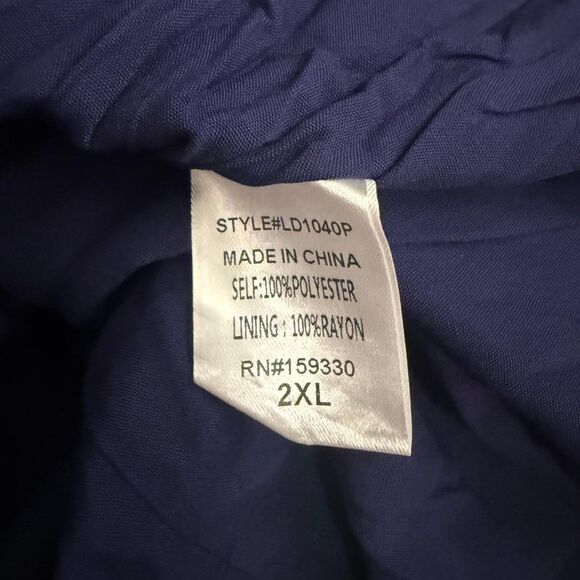 STYLE#LD1040P
MADE IN CHINA
SELF:100%POLYESTER
LINING : 100%RAYON
RN#159330
2XL